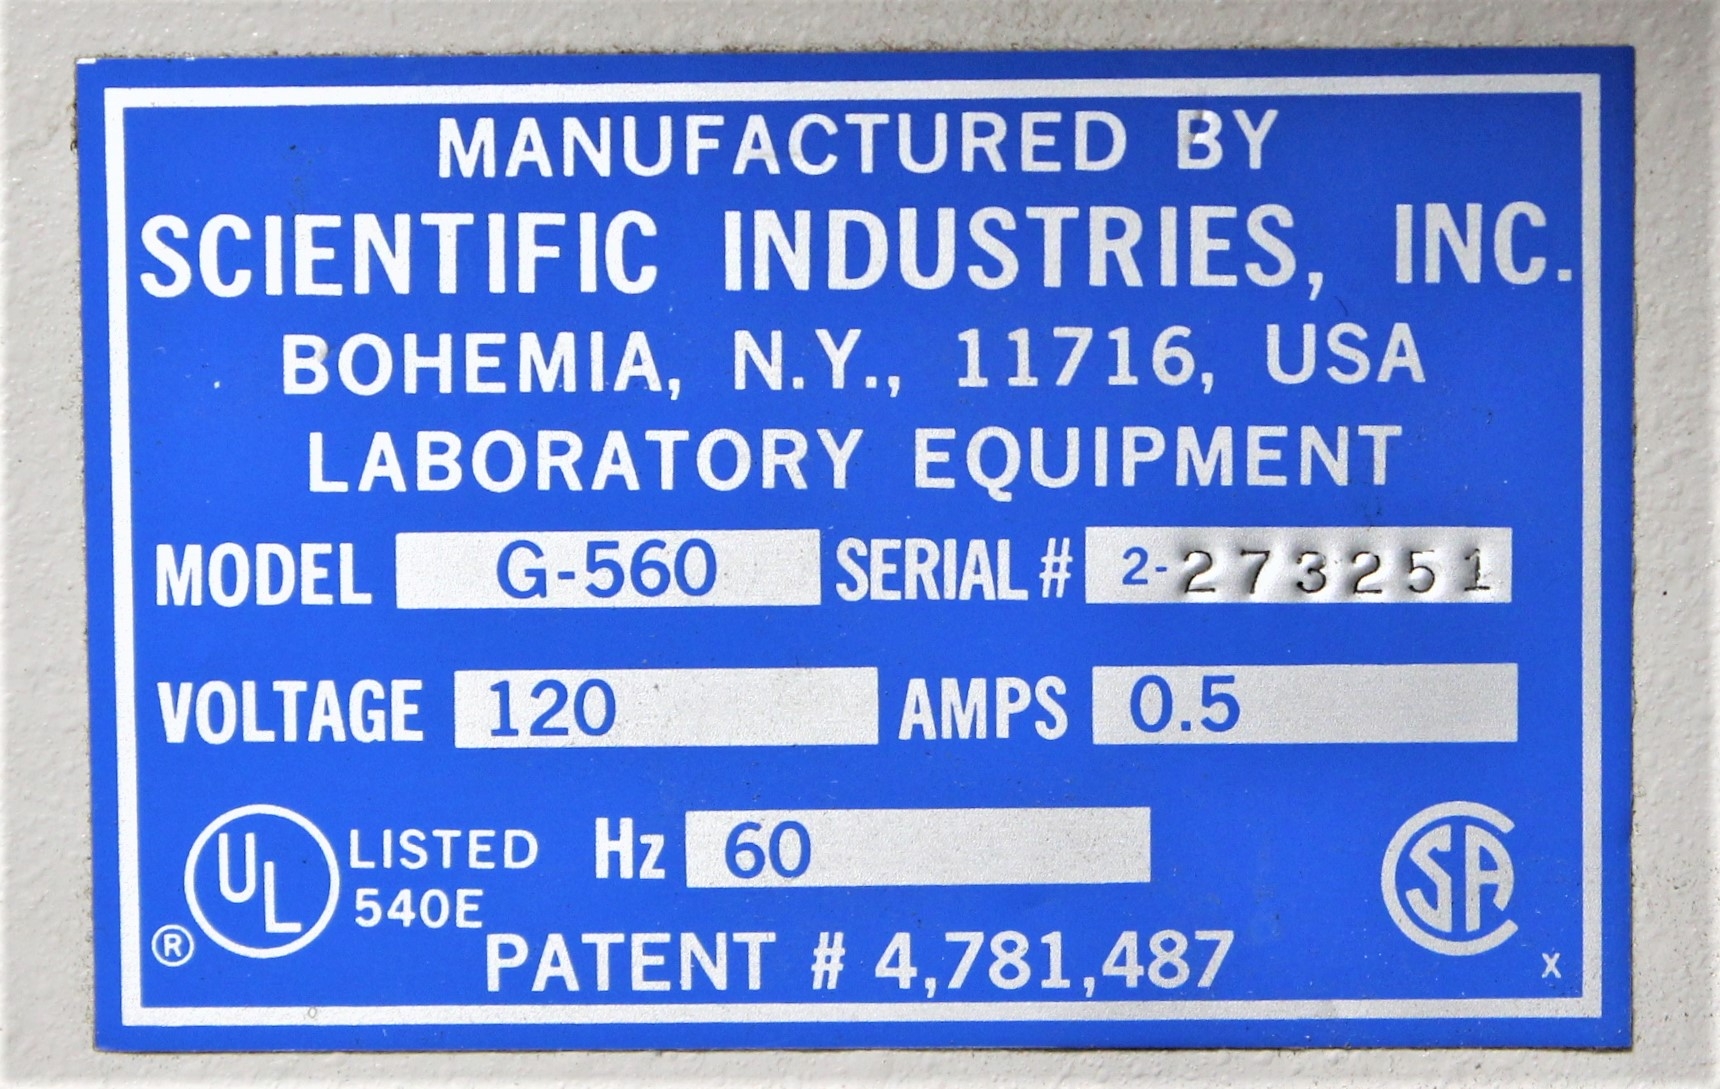 MANUFACTURED BY
SCIENTIFIC INDUSTRIES, INC.
BOHEMIA, N.Y., 11716, USA
LABORATORY EQUIPMENT
MODEL G-560 SERIAL # 2-273251
VOLTAGE 120 AMPS 0.5
UL LISTED Hz 60 SA
540E
® PATENT # 4,781,487 X